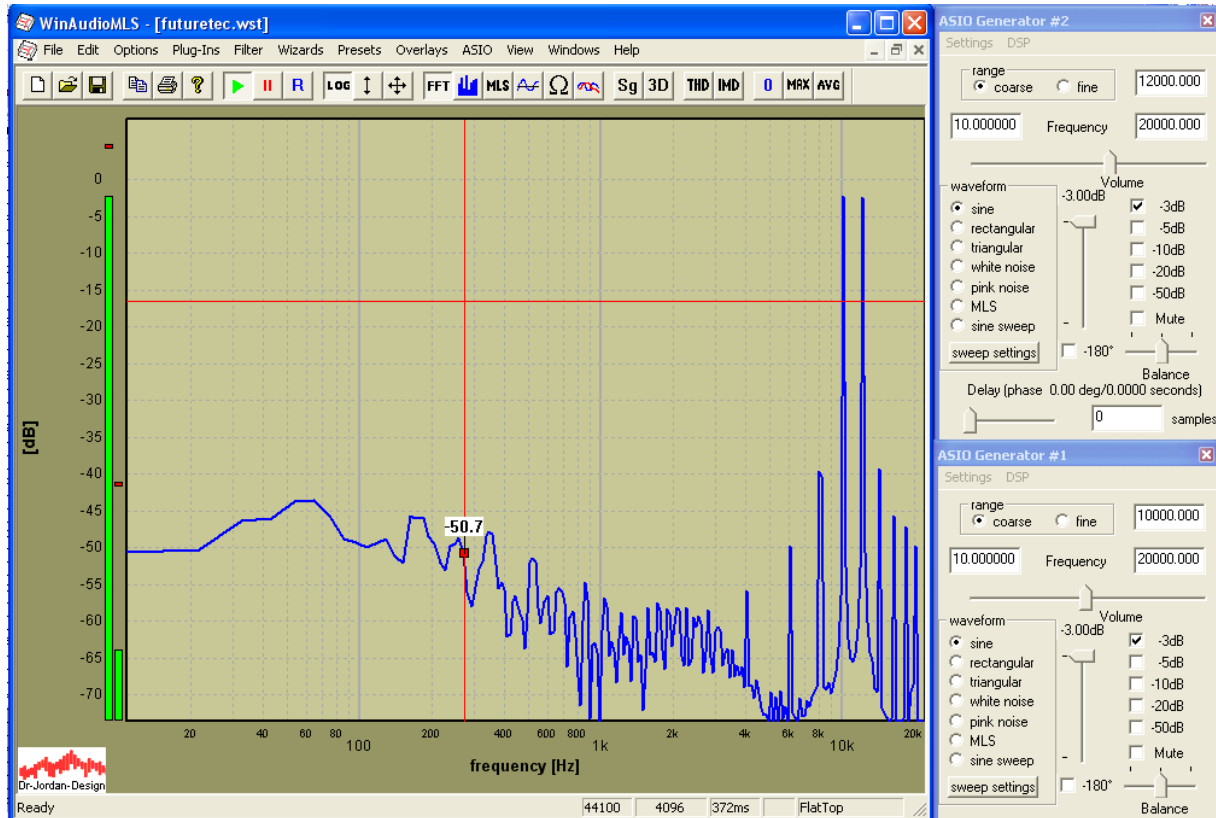 WinAudioMLS - [futuretec.wst]
File Edit Options Plug-Ins Filter Wizards Presets Overlays ASIO View Windows Help
R LOG FFT MLS Ω Sg 3D THD IMD 0 MAX AVG
0
-5
-10
-15
-20
-25
-30
-35
-40
-45
-50
-55
-60
-65
-70
[dB]
-50.7
20 40 60 80 100 200 400 600 800 1k 2k 4k 6k 8k 10k 20k
frequency [Hz]
Dr-Jordan-Design
Ready 44100 4096 372ms FlatTop
ASIO Generator #2
Settings DSP
range
coarse fine 12000.000
10.000000 Frequency 20000.000
Volume
waveform -3.00dB
sine -3dB
rectangular -5dB
triangular -10dB
white noise -20dB
pink noise -50dB
MLS Mute
sine sweep
sweep settings -180°
Balance
Delay (phase 0.00 deg/0.0000 seconds)
0 samples
ASIO Generator #1
Settings DSP
range
coarse fine 10000.000
10.000000 Frequency 20000.000
Volume
waveform -3.00dB
sine -3dB
rectangular -5dB
triangular -10dB
white noise -20dB
pink noise -50dB
MLS Mute
sine sweep
sweep settings -180°
Balance